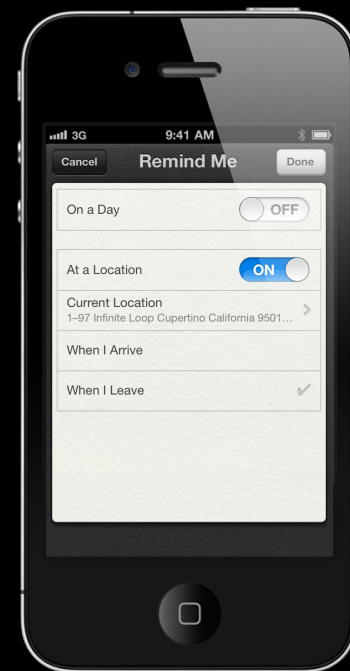 3G 9:41 AM
Cancel Remind Me Done
On a Day OFF
At a Location ON
Current Location
1–97 Infinite Loop Cupertino California 9501…
When I Arrive
When I Leave